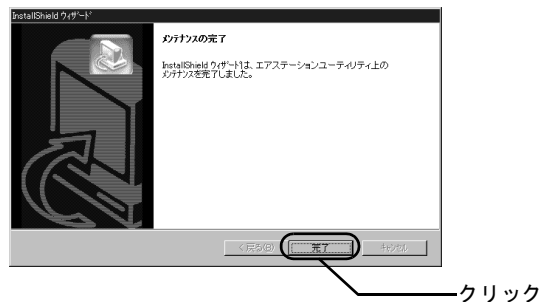 InstallShield ウィザード
メンテナンスの完了
InstallShield ウィザードは、エアステーションユーティリティ上の
メンテナンスを完了しました。
< 戻る(B)
完了
キャンセル
クリック